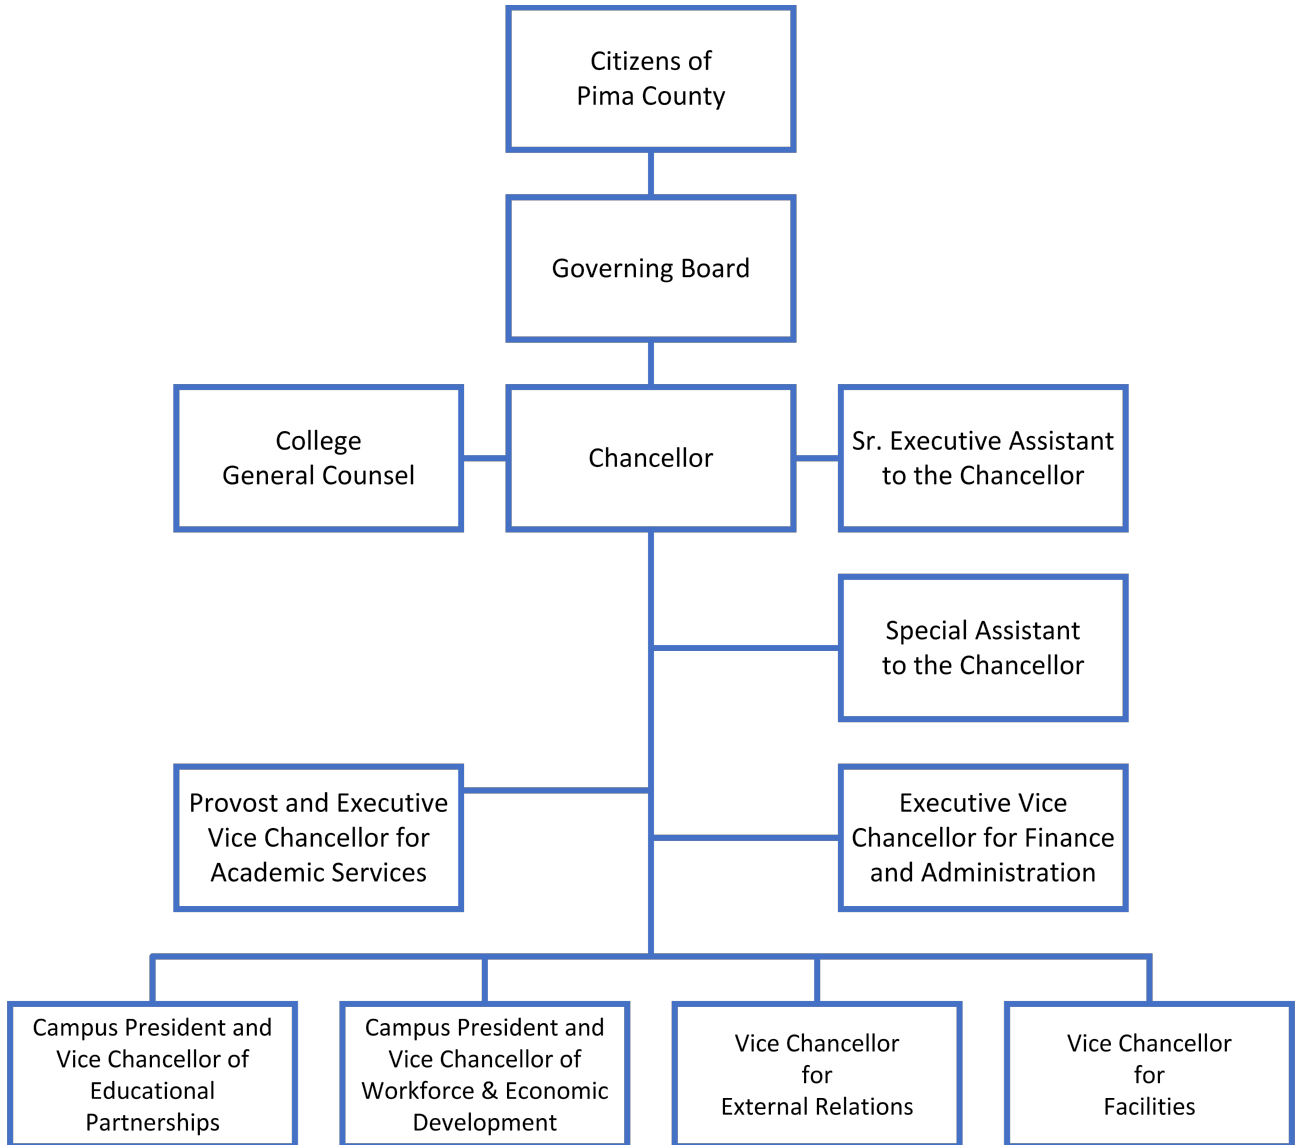 Citizens of
Pima County
Governing Board
College
General Counsel
Chancellor
Sr. Executive Assistant
to the Chancellor
Special Assistant
to the Chancellor
Provost and Executive
Vice Chancellor for
Academic Services
Executive Vice
Chancellor for Finance
and Administration
Campus President and
Vice Chancellor of
Educational
Partnerships
Campus President and
Vice Chancellor of
Workforce & Economic
Development
Vice Chancellor
for
External Relations
Vice Chancellor
for
Facilities